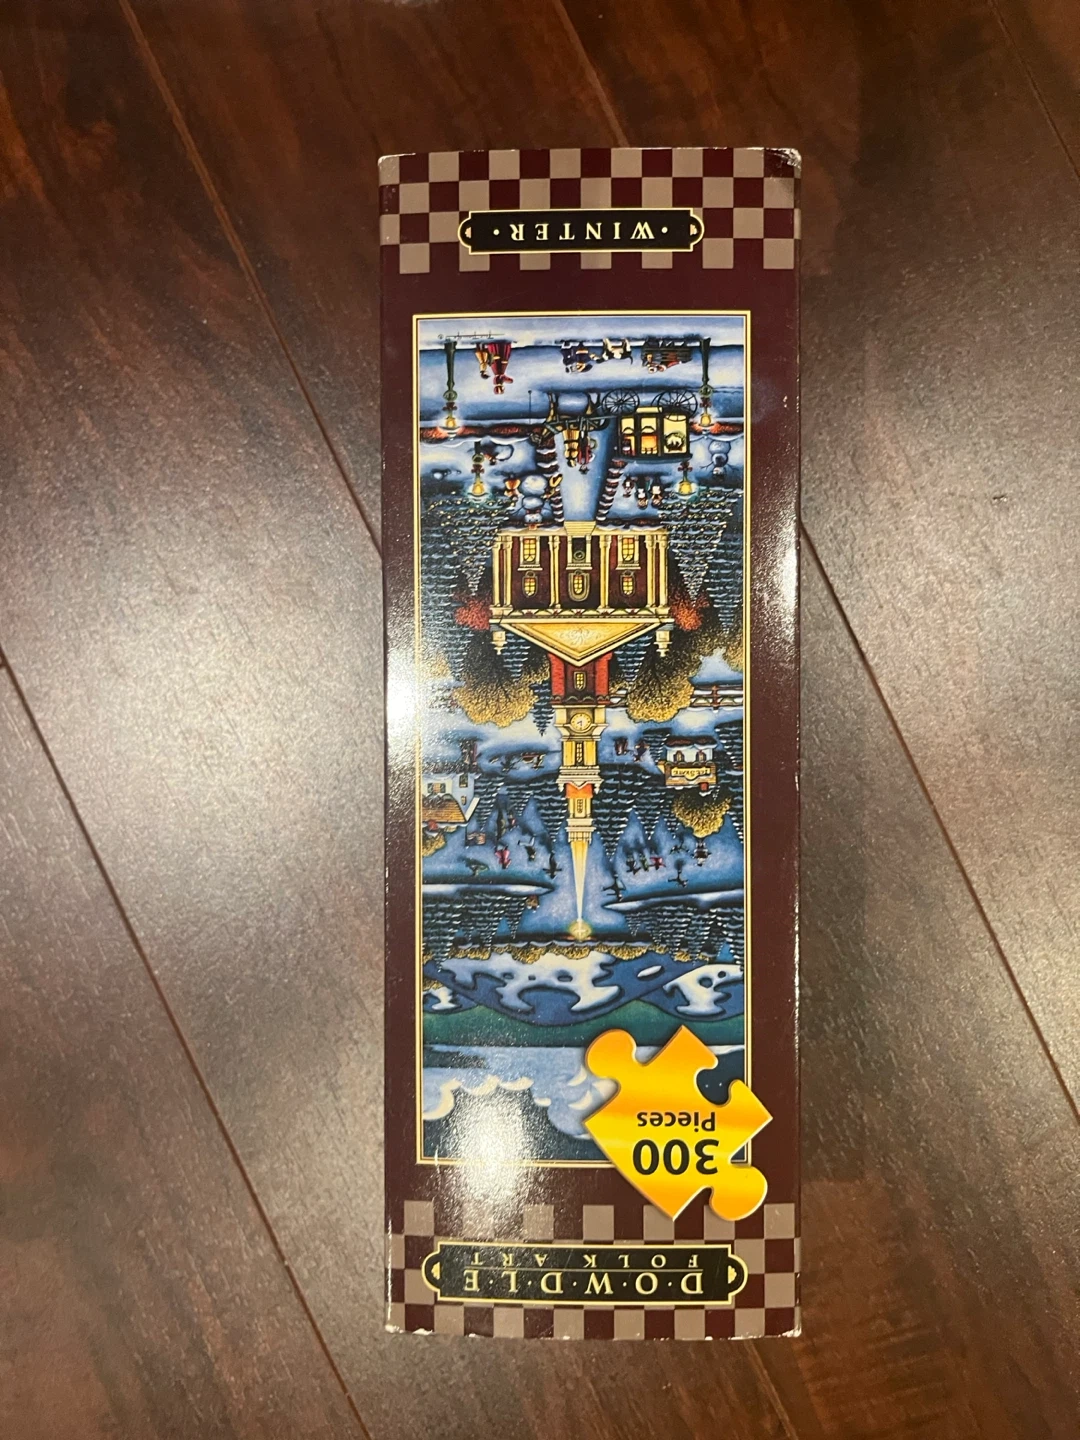 D·O·W·D·L·E
FOLK ART
300
Pieces
·WINTER·